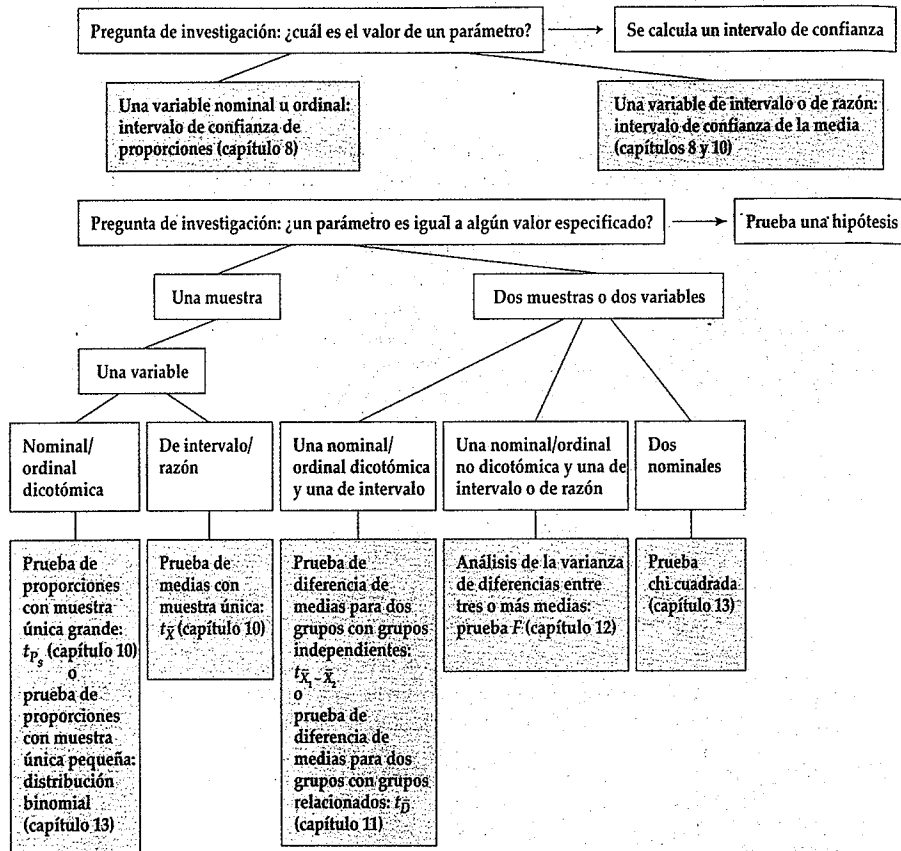 Pregunta de investigación: ¿cuál es el valor de un parámetro?
Se calcula un intervalo de confianza
Una variable nominal u ordinal:
intervalo de confianza de
proporciones (capítulo 8)
Una variable de intervalo o de razón:
intervalo de confianza de la media
(capítulos 8 y 10)
Pregunta de investigación: ¿un parámetro es igual a algún valor especificado?
Prueba una hipótesis
Una muestra
Dos muestras o dos variables
Una variable
Nominal/
ordinal
dicotómica
De intervalo/
razón
Una nominal/
ordinal dicotómica
y una de intervalo
Una nominal/ordinal
no dicotómica y una de
intervalo o de razón
Dos
nominales
Prueba de
proporciones
con muestra
única grande:
t_{P_s} (capítulo 10)
o
prueba de
proporciones
con muestra
única pequeña:
distribución
binomial
(capítulo 13)
Prueba de
medias con
muestra única:
t_X̄ (capítulo 10)
Prueba de
diferencia de
medias para dos
grupos con grupos
independientes:
t_{X̄₁ – X̄₂}
o
prueba de
diferencia de
medias para dos
grupos con grupos
relacionados: t_D̄
(capítulo 11)
Análisis de la varianza
de diferencias entre
tres o más medias:
prueba F (capítulo 12)
Prueba
chi cuadrada
(capítulo 13)